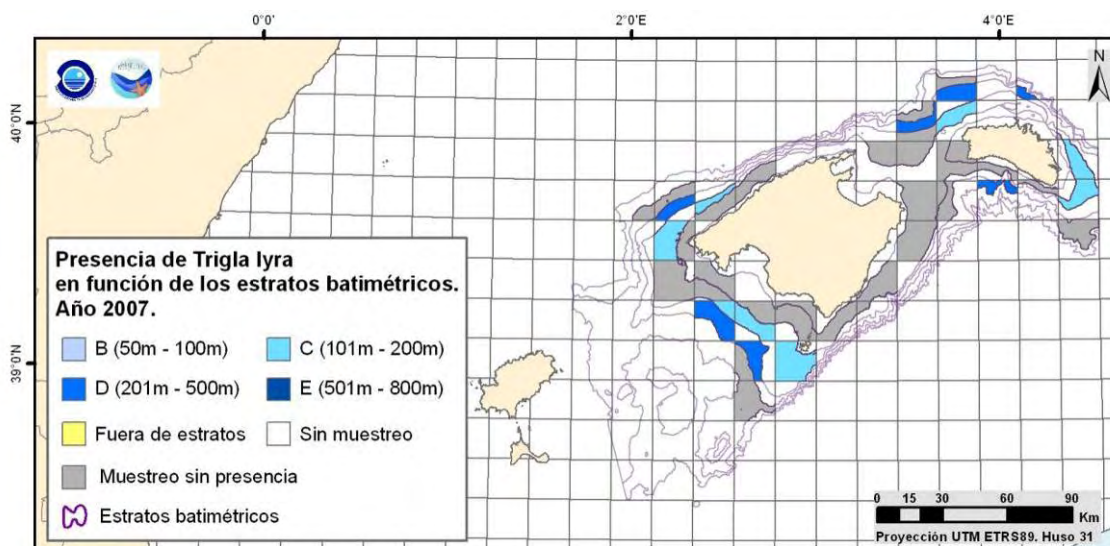 0°0'
2°0'E
4°0'E
N
40°0'N
39°0'N
Presencia de Trigla lyra
en función de los estratos batimétricos.
Año 2007.
B (50m - 100m)
C (101m - 200m)
D (201m - 500m)
E (501m - 800m)
Fuera de estratos
Sin muestreo
Muestreo sin presencia
Estratos batimétricos
0 15 30 60 90
Km
Proyección UTM ETRS89. Huso 31